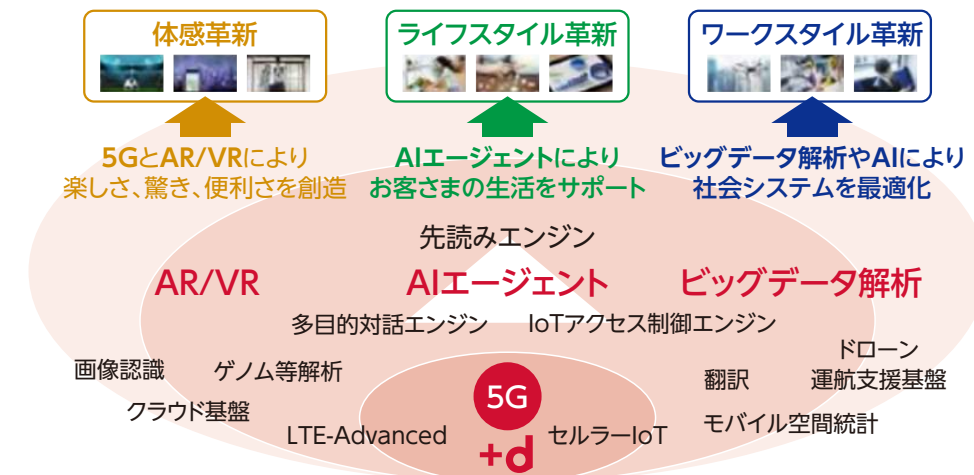 体感革新
ライフスタイル革新
ワークスタイル革新
5GとAR/VRにより
楽しさ、驚き、便利さを創造
AIエージェントにより
お客さまの生活をサポート
ビッグデータ解析やAIにより
社会システムを最適化
先読みエンジン
AR/VR
AIエージェント
ビッグデータ解析
多目的対話エンジン
IoTアクセス制御エンジン
画像認識
ゲノム等解析
クラウド基盤
翻訳
ドローン
運航支援基盤
モバイル空間統計
5G
LTE-Advanced
セルラーIoT
+d